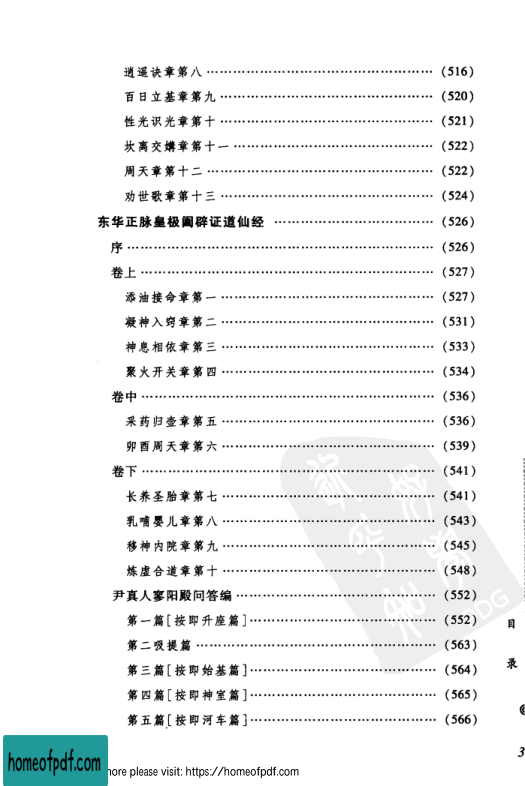 逍遥诀章第八 …………………………………… (516)
百日立基章第九 …………………………………… (520)
性光识光章第十 …………………………………… (521)
坎离交媾章第十一 …………………………………… (522)
周天章第十二 …………………………………… (522)
劝世歌章第十三 …………………………………… (524)
东华正脉皇极阖辟证道仙经 …………………………………… (526)
序 …………………………………… (526)
卷上 …………………………………… (527)
添油接命章第一 …………………………………… (527)
凝神入窍章第二 …………………………………… (531)
神息相依章第三 …………………………………… (533)
聚火开关章第四 …………………………………… (534)
卷中 …………………………………… (536)
采药归壶章第五 …………………………………… (536)
卯酉周天章第六 …………………………………… (539)
卷下 …………………………………… (541)
长养圣胎章第七 …………………………………… (541)
乳哺婴儿章第八 …………………………………… (543)
移神内院章第九 …………………………………… (545)
炼虚合道章第十 …………………………………… (548)
尹真人寥阳殿问答编 …………………………………… (552)
第一篇[按即升座篇] …………………………………… (552)
第二吸提篇 …………………………………… (563)
第三篇[按即始基篇] …………………………………… (564)
第四篇[按即神室篇] …………………………………… (565)
第五篇[按即河车篇] …………………………………… (566)
目
录
3
PDG
homeofpdf.com
more please visit: https://homeofpdf.com